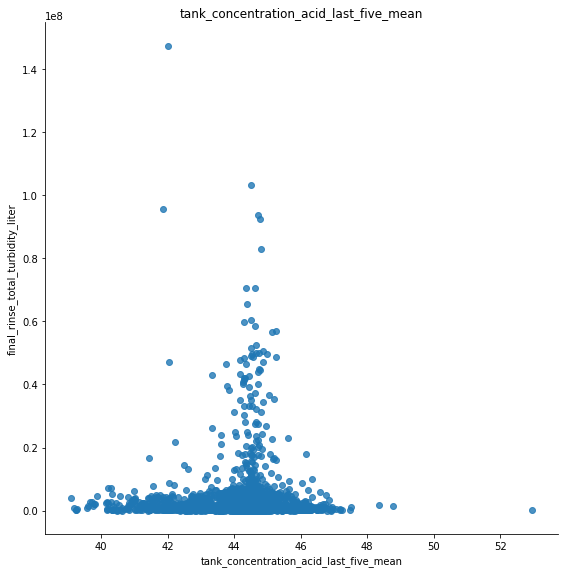 tank_concentration_acid_last_five_mean
1e8
1.4
1.2
1.0
0.8
0.6
0.4
0.2
0.0
final_rinse_total_turbidity_liter
40 42 44 46 48 50 52
tank_concentration_acid_last_five_mean